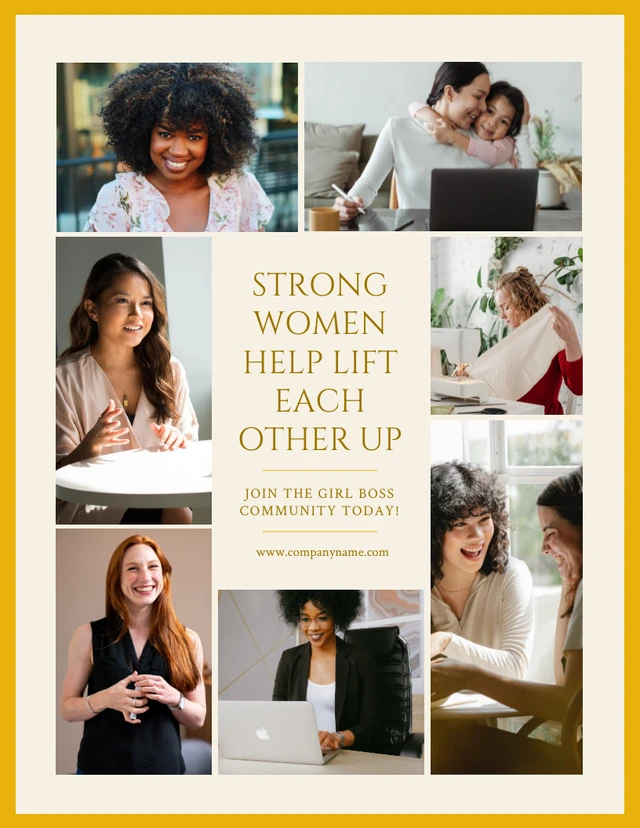 STRONG
WOMEN
HELP LIFT
EACH
OTHER UP
JOIN THE GIRL BOSS
COMMUNITY TODAY!
www.companyname.com